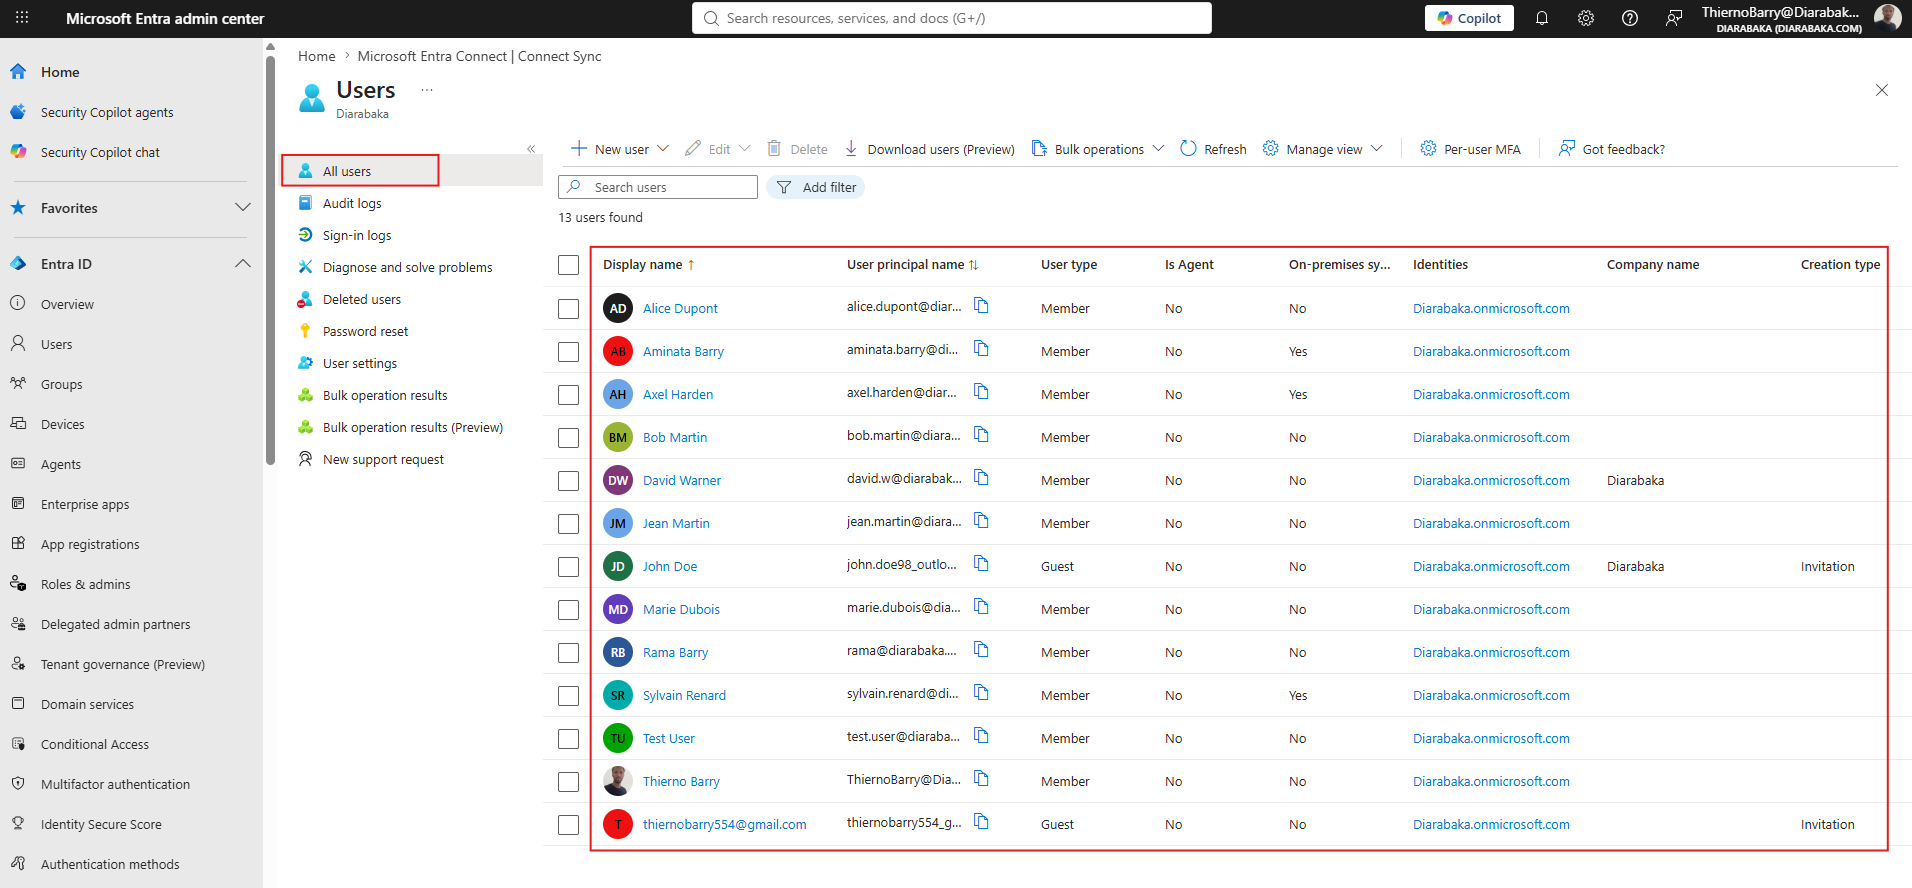 Microsoft Entra admin center
Search resources, services, and docs (G+/)
Copilot
ThiernoBarry@Diarabak...
DIARABAKA (DIARABAKA.COM)
Home
Security Copilot agents
Security Copilot chat
Favorites
Entra ID
Overview
Users
Groups
Devices
Agents
Enterprise apps
App registrations
Roles & admins
Delegated admin partners
Tenant governance (Preview)
Domain services
Conditional Access
Multifactor authentication
Identity Secure Score
Authentication methods
Home > Microsoft Entra Connect | Connect Sync
Users ...
Diarabaka
All users
Audit logs
Sign-in logs
Diagnose and solve problems
Deleted users
Password reset
User settings
Bulk operation results
Bulk operation results (Preview)
New support request
New user Edit Delete Download users (Preview) Bulk operations Refresh Manage view Per-user MFA Got feedback?
Search users Add filter
13 users found
Display name ↑ User principal name ↑↓ User type Is Agent On-premises sy... Identities Company name Creation type
AD Alice Dupont alice.dupont@diar... Member No No Diarabaka.onmicrosoft.com
AB Aminata Barry aminata.barry@di... Member No Yes Diarabaka.onmicrosoft.com
AH Axel Harden axel.harden@diar... Member No Yes Diarabaka.onmicrosoft.com
BM Bob Martin bob.martin@diara... Member No No Diarabaka.onmicrosoft.com
DW David Warner david.w@diarabak... Member No No Diarabaka.onmicrosoft.com Diarabaka
JM Jean Martin jean.martin@diara... Member No No Diarabaka.onmicrosoft.com
JD John Doe john.doe98_outlo... Guest No No Diarabaka.onmicrosoft.com Diarabaka Invitation
MD Marie Dubois marie.dubois@dia... Member No No Diarabaka.onmicrosoft.com
RB Rama Barry rama@diarabaka.... Member No No Diarabaka.onmicrosoft.com
SR Sylvain Renard sylvain.renard@di... Member No Yes Diarabaka.onmicrosoft.com
TU Test User test.user@diaraba... Member No No Diarabaka.onmicrosoft.com
Thierno Barry ThiernoBarry@Dia... Member No No Diarabaka.onmicrosoft.com
T thiernobarry554@gmail.com thiernobarry554_g... Guest No No Diarabaka.onmicrosoft.com Invitation